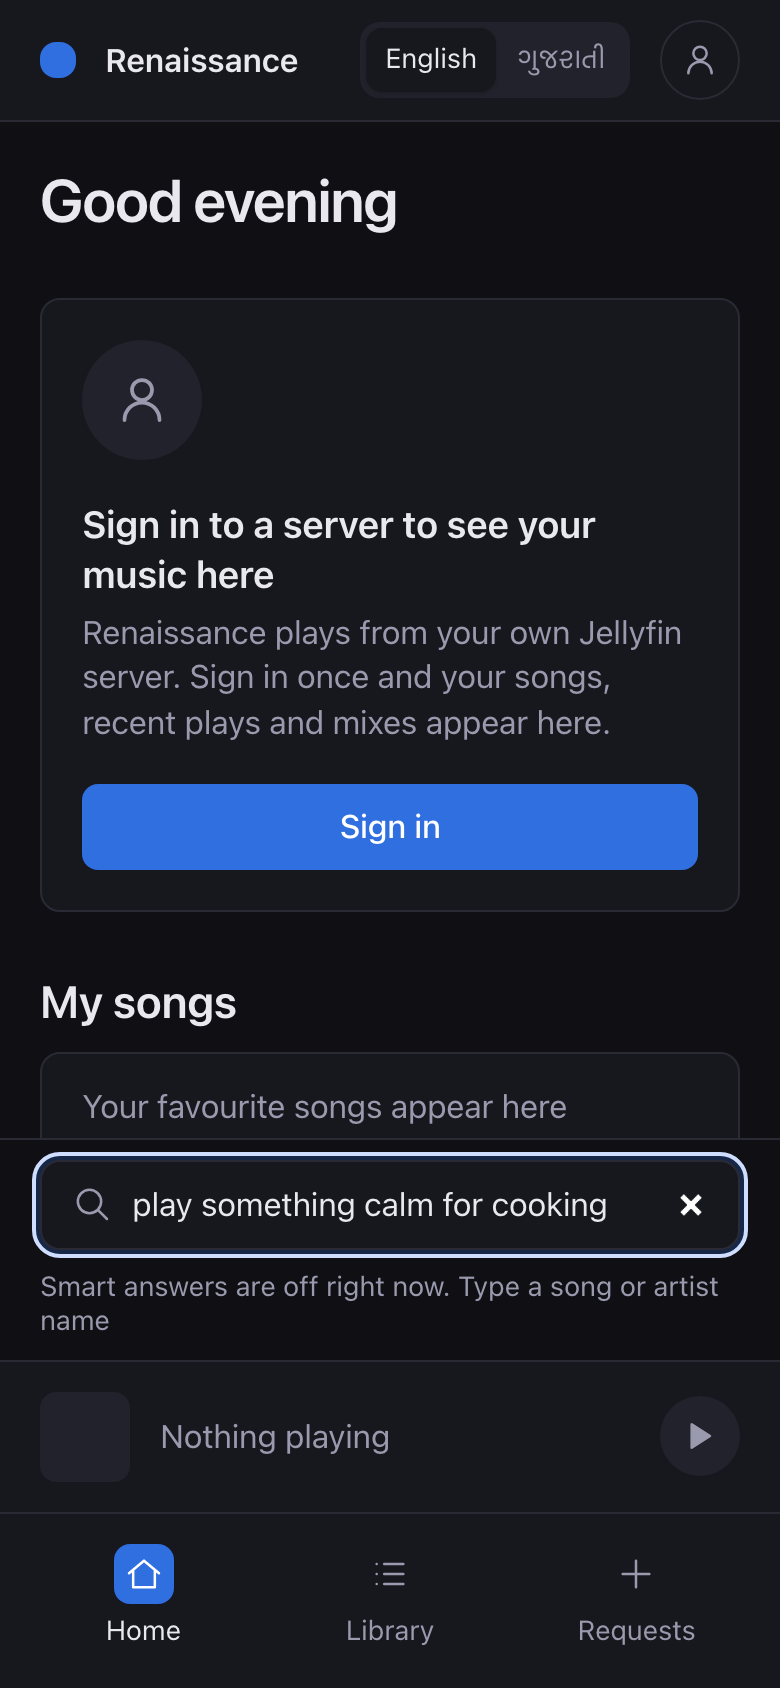 Renaissance
English
ગુજરાતી
Good evening
Sign in to a server to see your
music here
Renaissance plays from your own Jellyfin
server. Sign in once and your songs,
recent plays and mixes appear here.
Sign in
My songs
Your favourite songs appear here
play something calm for cooking
Smart answers are off right now. Type a song or artist
name
Nothing playing
Home
Library
Requests